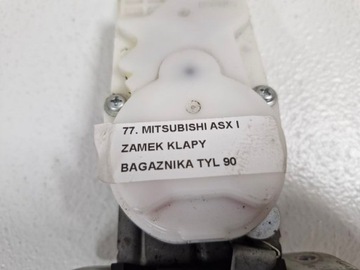 77. MITSUBISHI ASX I
ZAMEK KLAPY
BAGAZNIKA TYL 90